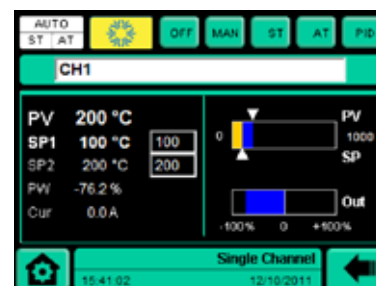 AUTO
ST AT
OFF
MAN
ST
AT
PID
CH1
PV 200 °C
SP1 100 °C 100
SP2 200 °C 200
PW -76.2 %
Cur 0.0 A
PV
0 1000
SP
Out
-100% 0 +100%
Single Channel
15:41:02 12/10/2011